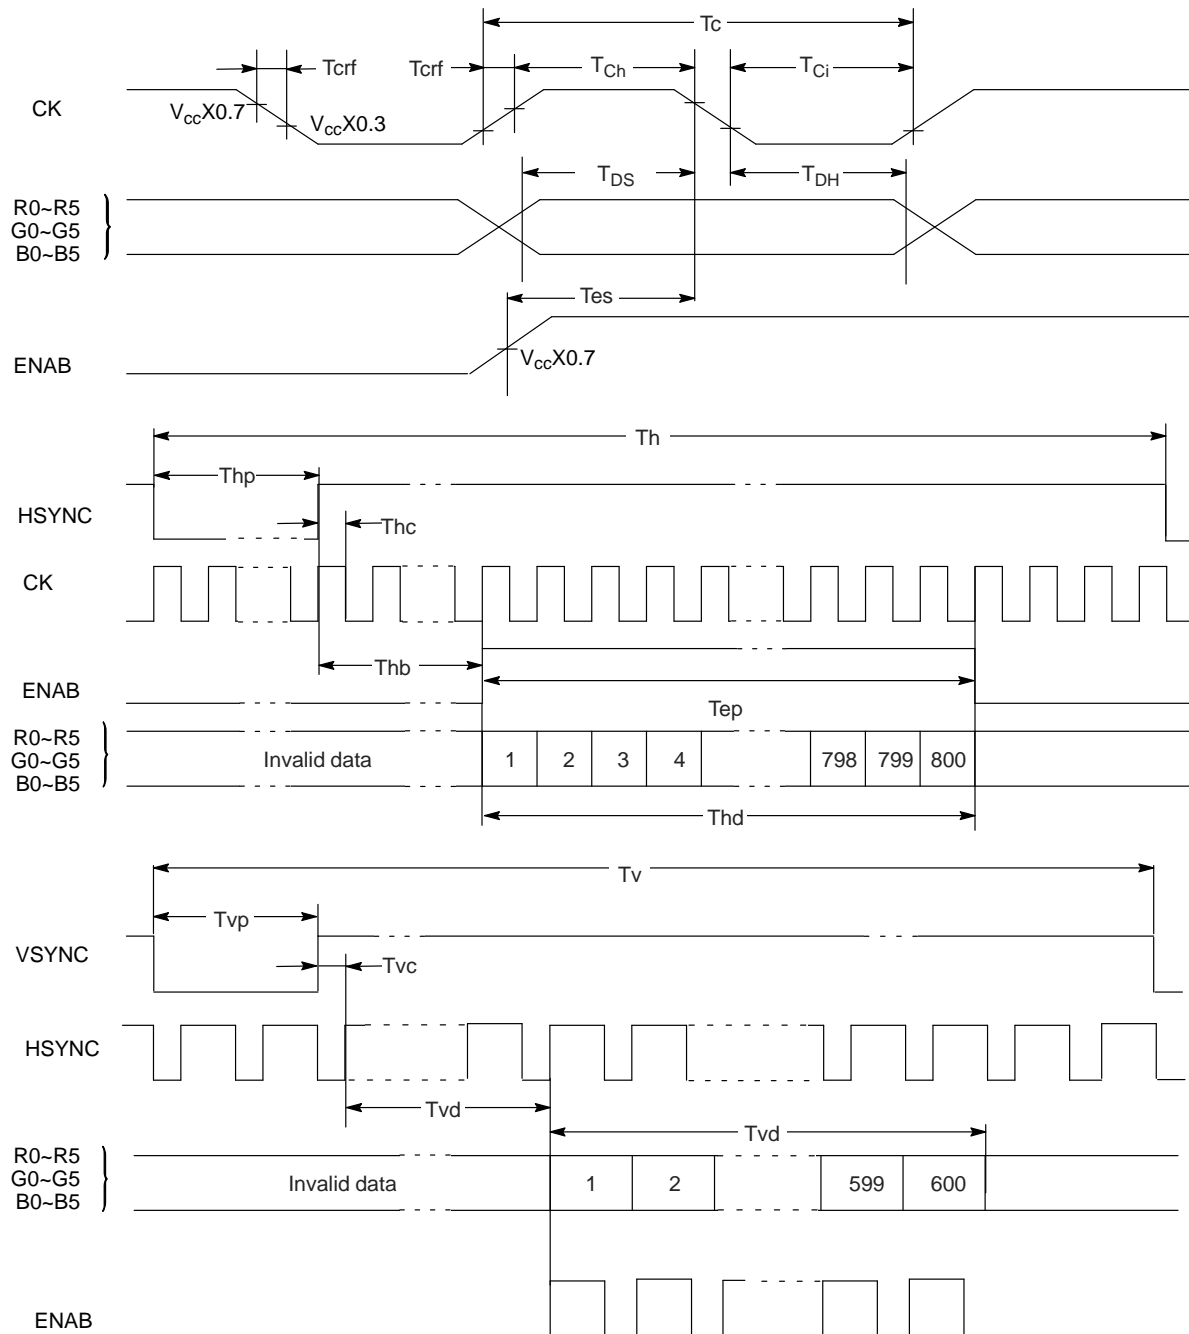 Tc
Tcrf
Tcrf
TCh
TCi
CK
VccX0.7
VccX0.3
TDS
TDH
R0~R5
G0~G5
B0~B5
Tes
ENAB
VccX0.7
Th
Thp
HSYNC
Thc
CK
Thb
ENAB
Tep
R0~R5
G0~G5
B0~B5
Invalid data
1 2 3 4 798 799 800
Thd
Tv
Tvp
VSYNC
Tvc
HSYNC
Tvd
Tvd
R0~R5
G0~G5
B0~B5
Invalid data
1 2 599 600
ENAB